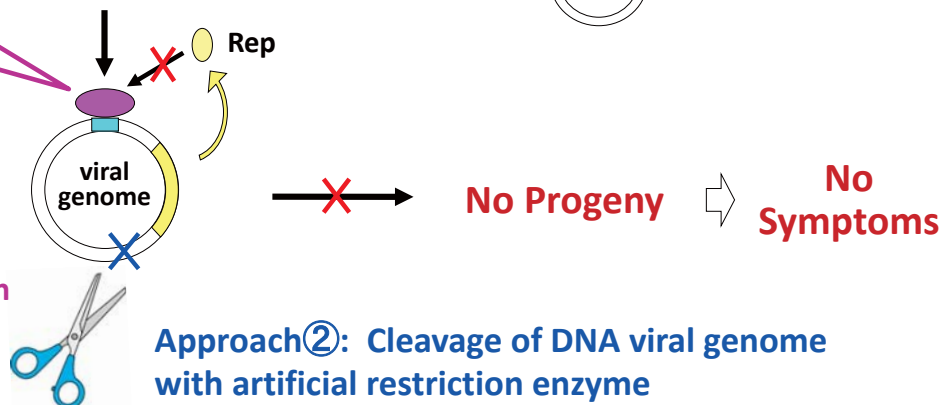 Rep
viral
genome
No Progeny
No
Symptoms
Approach②: Cleavage of DNA viral genome
with artificial restriction enzyme